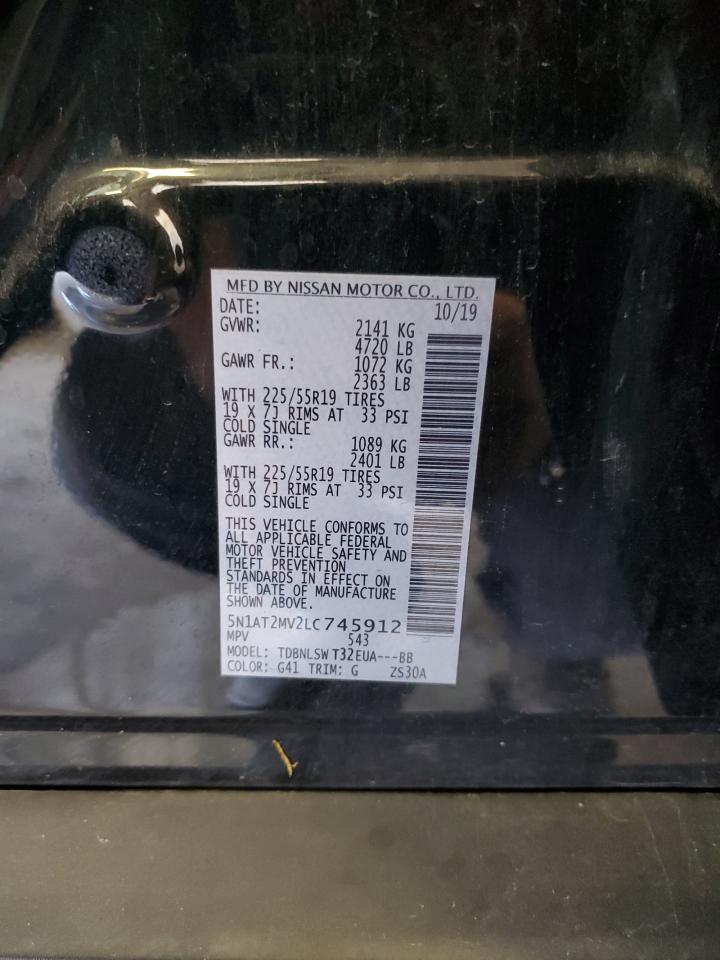 MFD BY NISSAN MOTOR CO., LTD.
DATE: 10/19
GVWR: 2141 KG
4720 LB
GAWR FR.: 1072 KG
2363 LB
WITH 225/55R19 TIRES
19 X 7J RIMS AT 33 PSI
COLD SINGLE
GAWR RR.: 1089 KG
2401 LB
WITH 225/55R19 TIRES
19 X 7J RIMS AT 33 PSI
COLD SINGLE
THIS VEHICLE CONFORMS TO
ALL APPLICABLE FEDERAL
MOTOR VEHICLE SAFETY AND
THEFT PREVENTION
STANDARDS IN EFFECT ON
THE DATE OF MANUFACTURE
SHOWN ABOVE.
5N1AT2MV2LC745912
MPV 543
MODEL: TDBNLSW T32EUA---BB
COLOR: G41 TRIM: G ZS30A